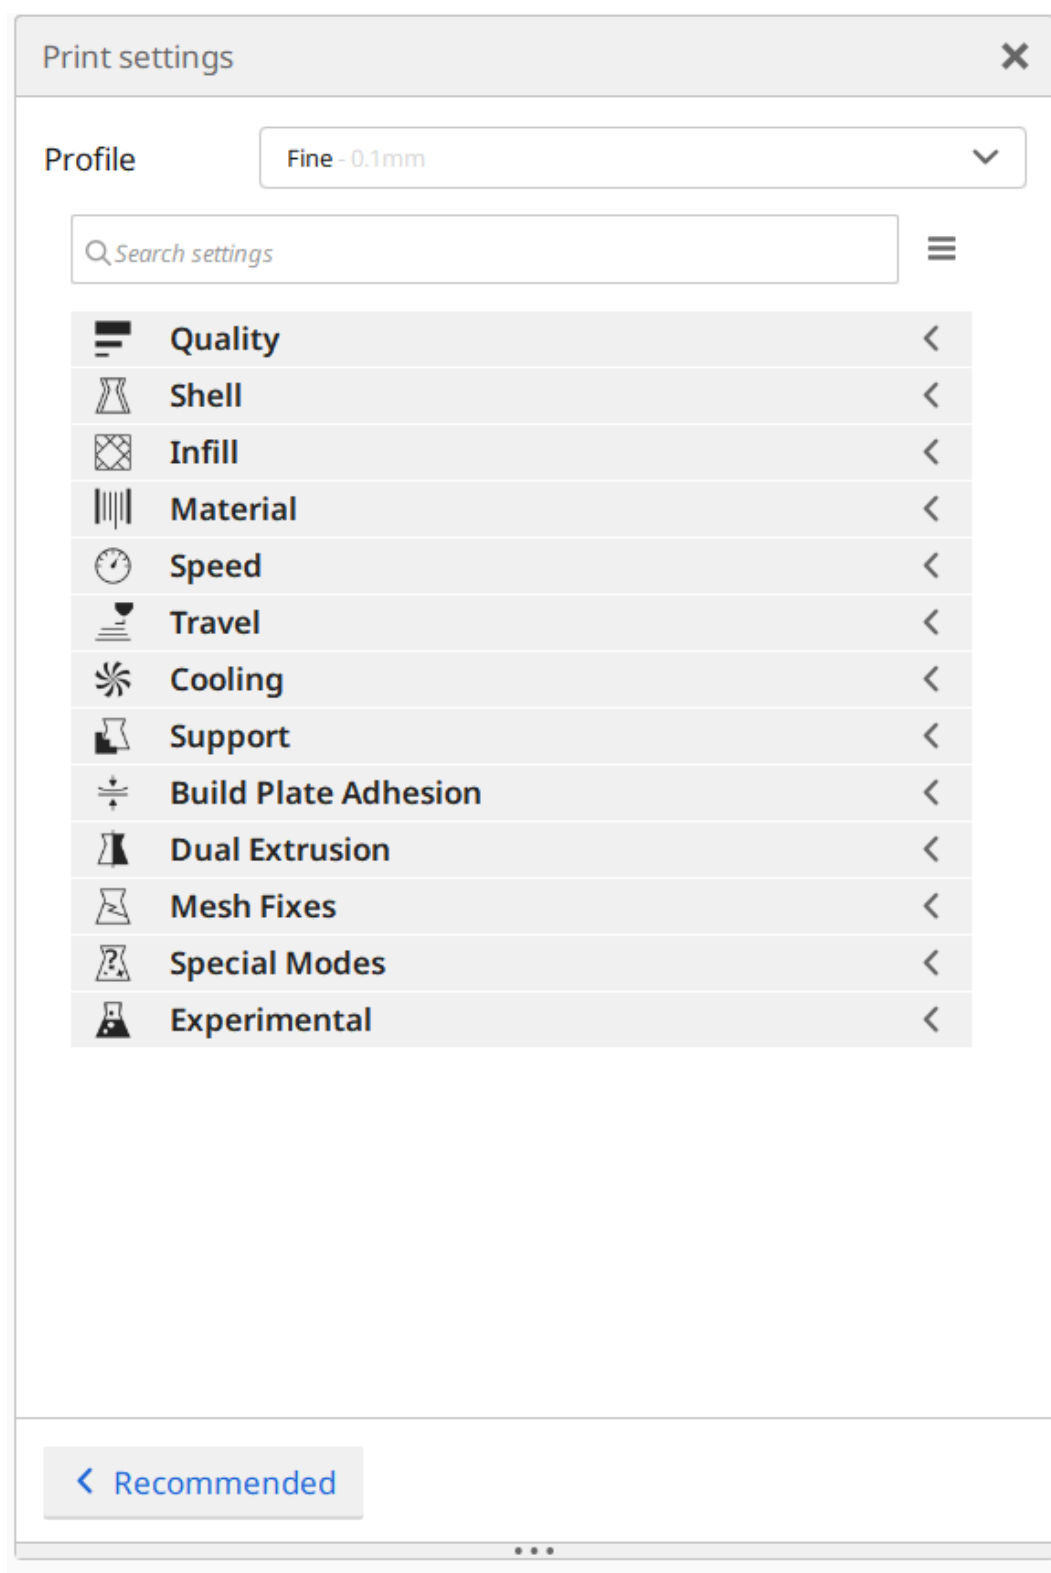 Print settings
Profile
Fine - 0.1mm
Search settings
Quality
Shell
Infill
Material
Speed
Travel
Cooling
Support
Build Plate Adhesion
Dual Extrusion
Mesh Fixes
Special Modes
Experimental
Recommended